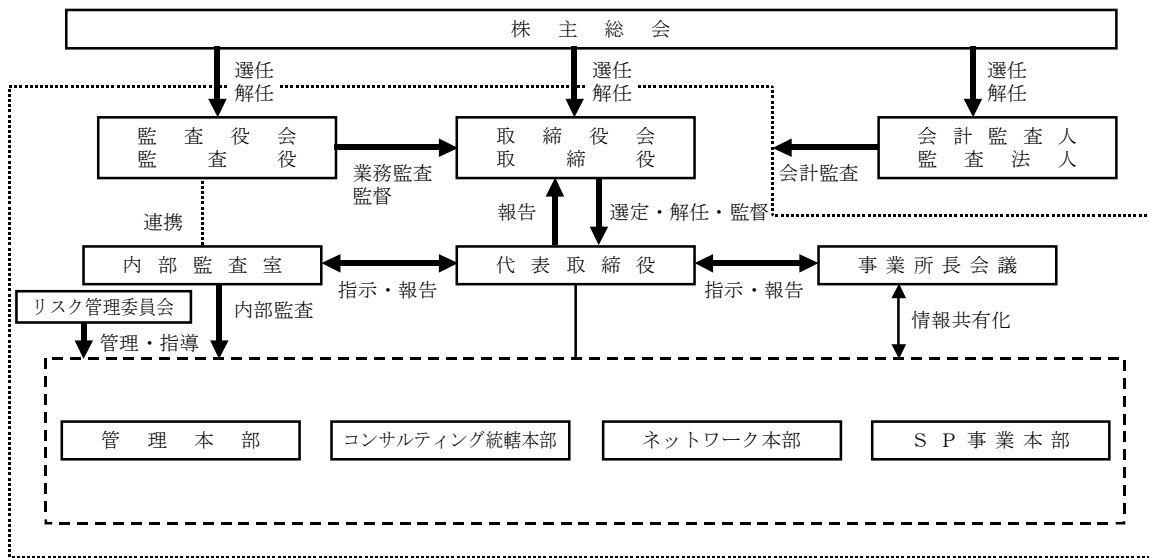 株主総会
選任
解任
選任
解任
選任
解任
監査役会
監査役
取締役会
取締役
会計監査人
監査法人
業務監査
監督
会計監査
連携
報告
選定・解任・監督
内部監査室
代表取締役
事業所長会議
指示・報告
指示・報告
リスク管理委員会
内部監査
情報共有化
管理・指導
管理本部
コンサルティング統轄本部
ネットワーク本部
ＳＰ事業本部